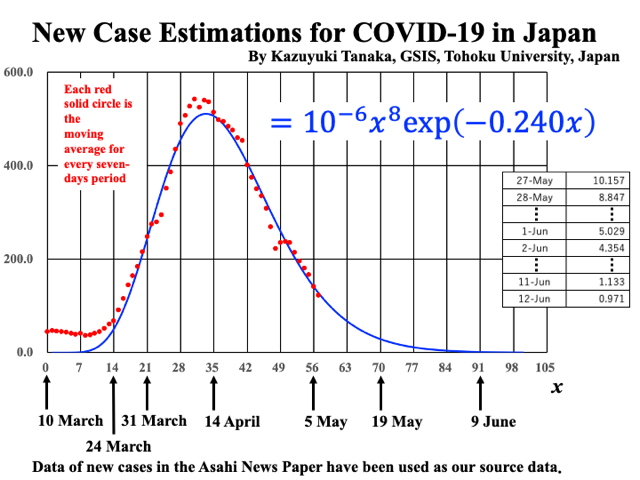 New Case Estimations for COVID-19 in Japan
By Kazuyuki Tanaka, GSIS, Tohoku University, Japan
600.0
Each red
solid circle is
the
moving
average for
every seven-
days period
= 10⁻⁶x⁸exp(−0.240x)
400.0
27-May 10.157
28-May 8.847
⋮ ⋮
1-Jun 5.029
2-Jun 4.354
⋮ ⋮
11-Jun 1.133
12-Jun 0.971
200.0
0.0
0 7 14 21 28 35 42 49 56 63 70 77 84 91 98 105
x
10 March 31 March 14 April 5 May 19 May 9 June
24 March
Data of new cases in the Asahi News Paper have been used as our source data.